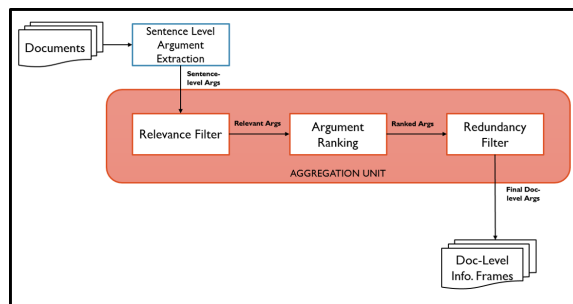 Documents
Sentence Level
Argument
Extraction
Sentence-
level Args
Relevance Filter
Relevant Args
Argument
Ranking
Ranked Args
Redundancy
Filter
AGGREGATION UNIT
Final Doc-
level Args
Doc-Level
Info. Frames